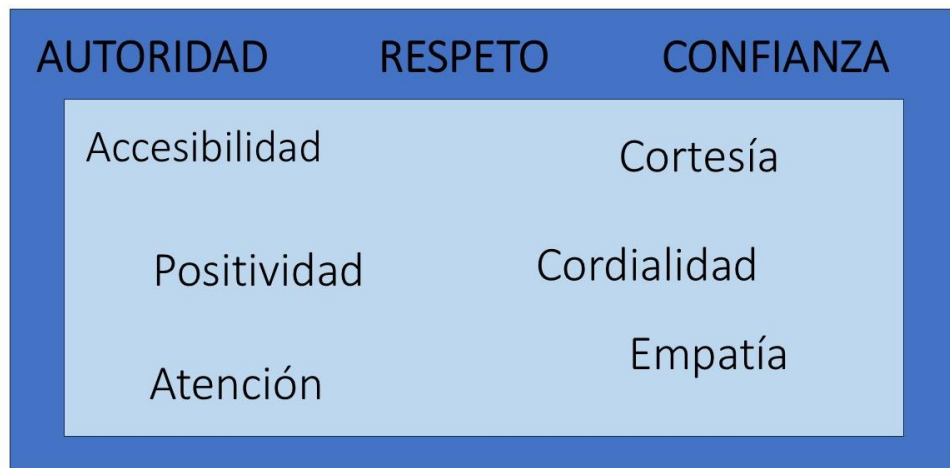 AUTORIDAD RESPETO CONFIANZA
Accesibilidad
Cortesía
Positividad
Cordialidad
Empatía
Atención